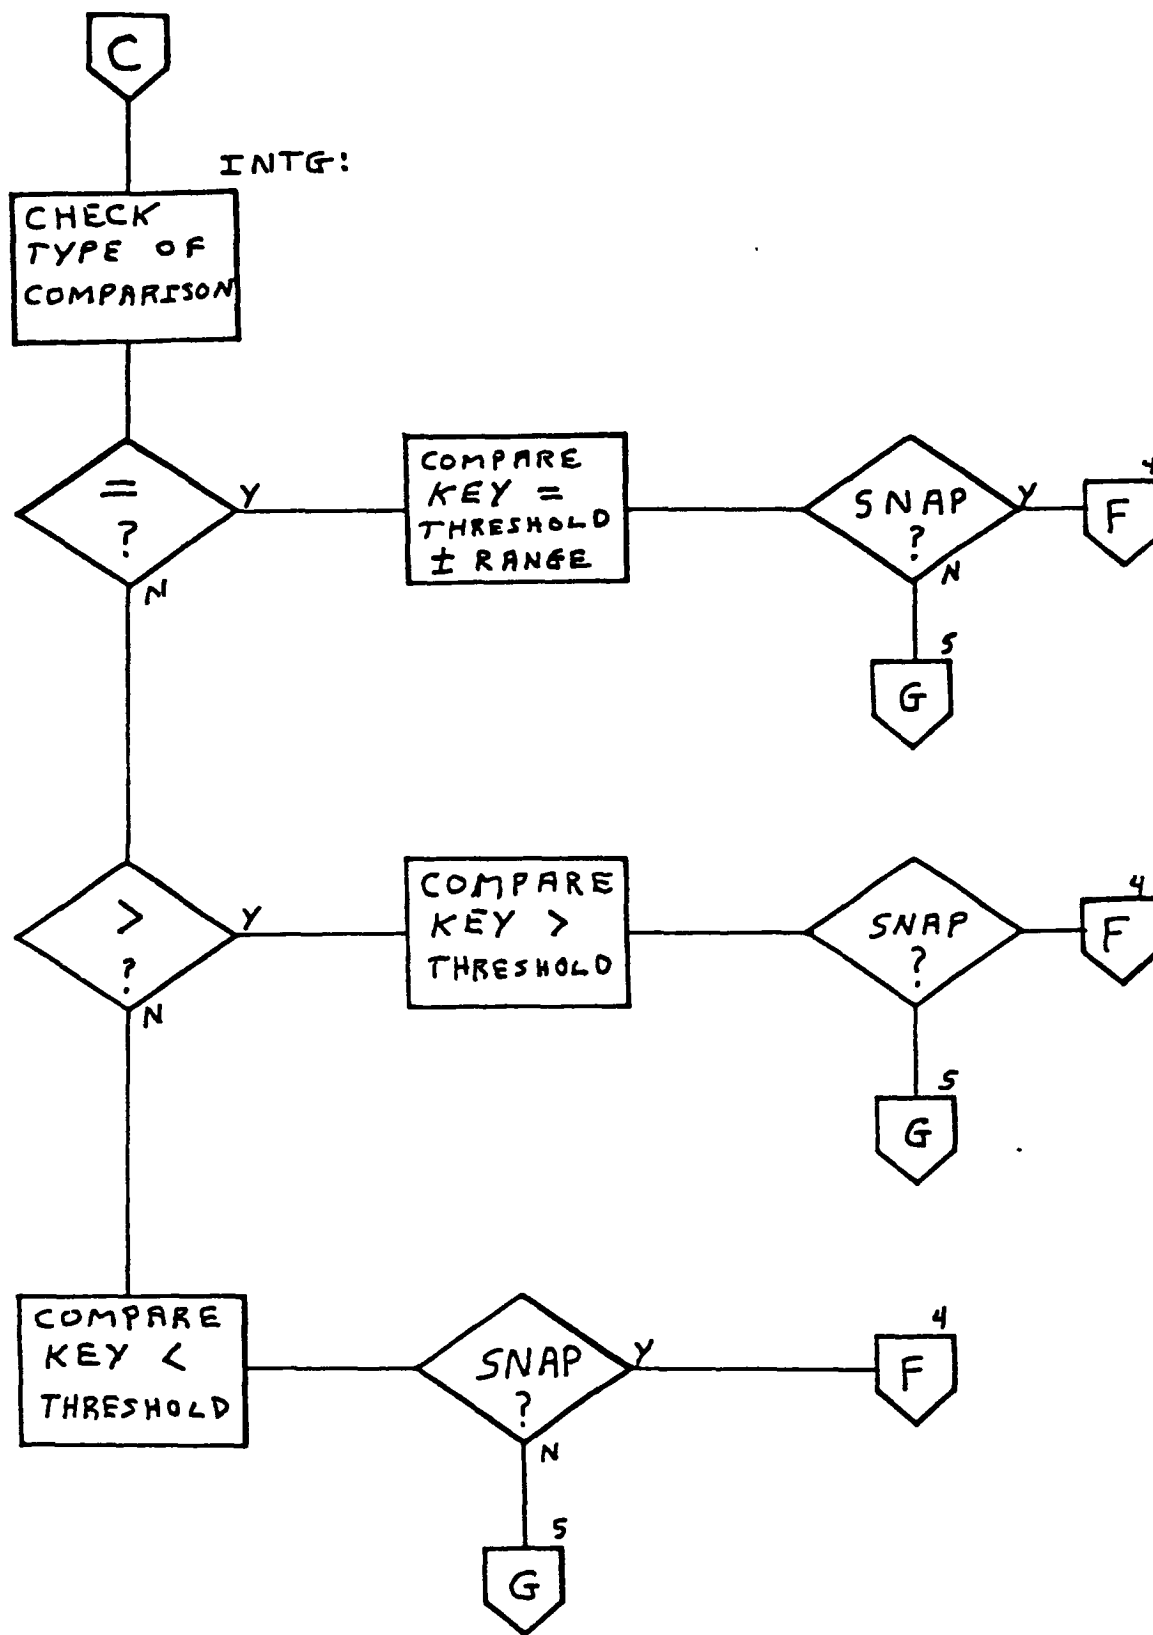 C
INTG:
CHECK
TYPE OF
COMPARISON
=
?
Y
N
COMPARE
KEY =
THRESHOLD
± RANGE
SNAP
?
Y
N
4
F
5
G
>
?
Y
N
COMPARE
KEY >
THRESHOLD
SNAP
?
4
F
5
G
COMPARE
KEY <
THRESHOLD
SNAP
?
Y
N
4
F
5
G